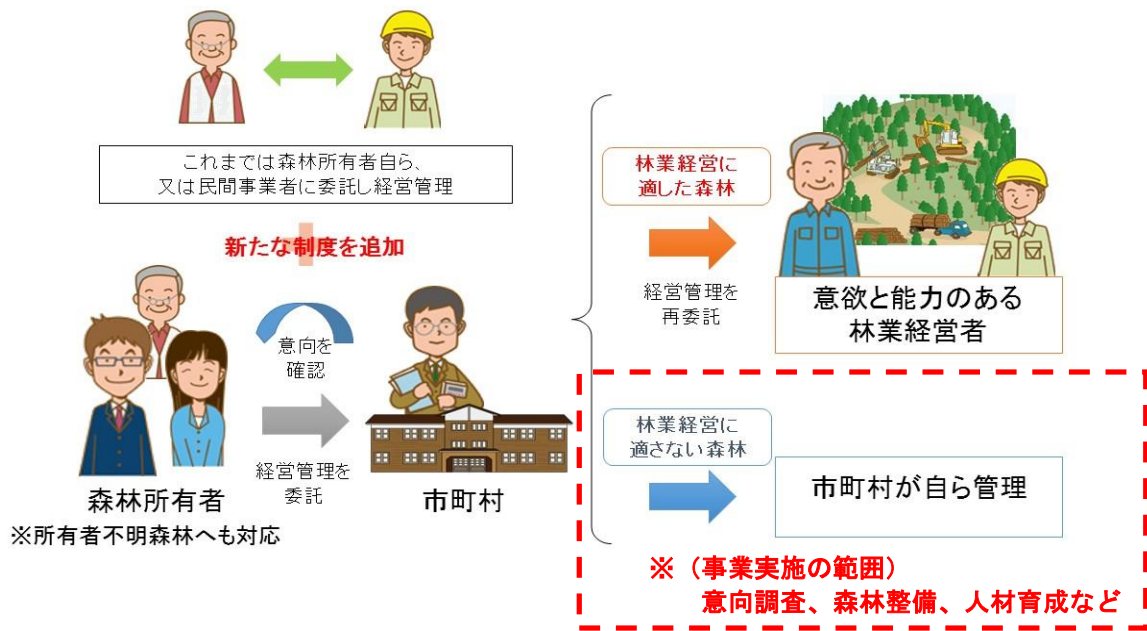 これまでは森林所有者自ら、
又は民間事業者に委託し経営管理
新たな制度を追加
意向を
確認
経営管理を
委託
森林所有者
※所有者不明森林へも対応
市町村
林業経営に
適した森林
経営管理を
再委託
意欲と能力のある
林業経営者
林業経営に
適さない森林
市町村が自ら管理
※（事業実施の範囲）
意向調査、森林整備、人材育成など